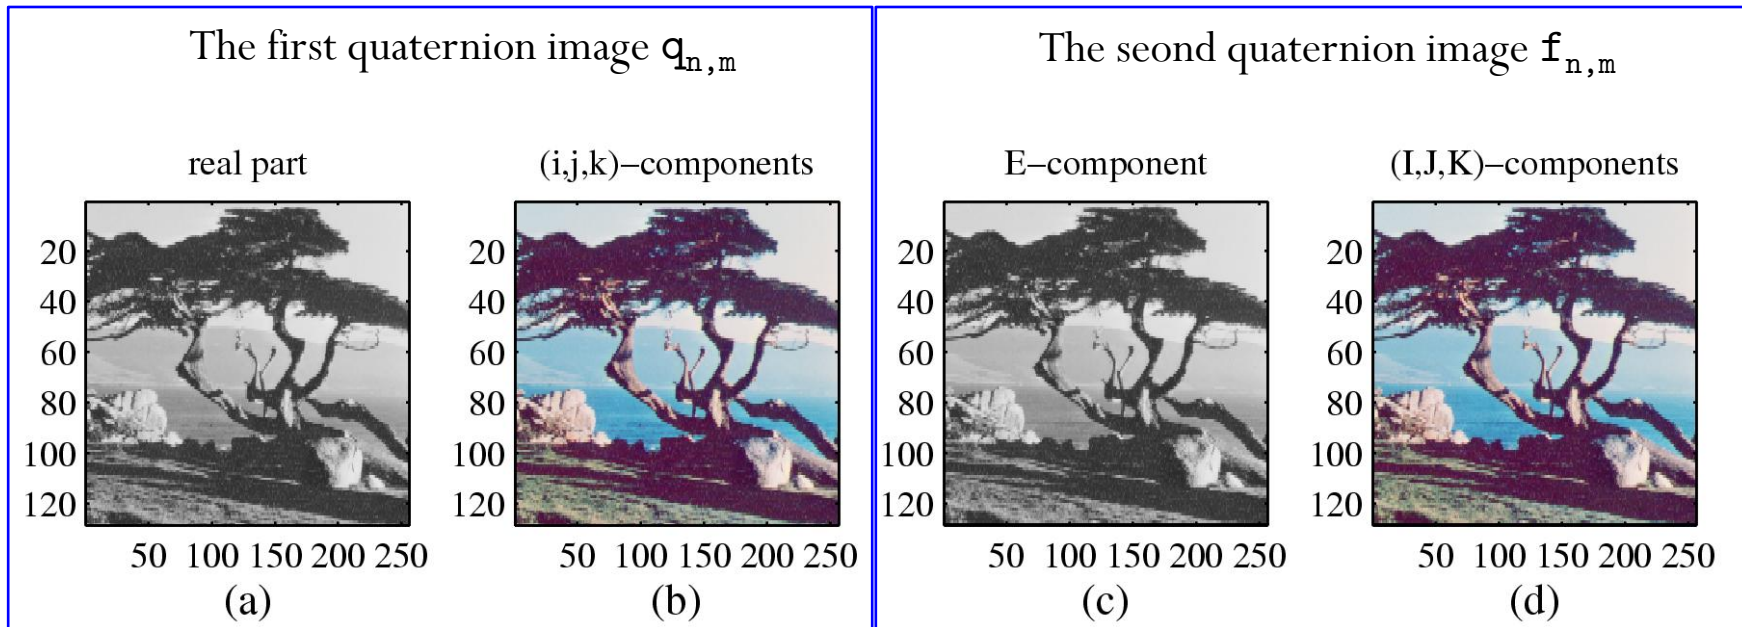 The first quaternion image q_{n,m}
real part
(i,j,k)–components
20
40
60
80
100
120
50 100 150 200 250
(a)
20
40
60
80
100
120
50 100 150 200 250
(b)
The seond quaternion image f_{n,m}
E–component
(I,J,K)–components
20
40
60
80
100
120
50 100 150 200 250
(c)
20
40
60
80
100
120
50 100 150 200 250
(d)